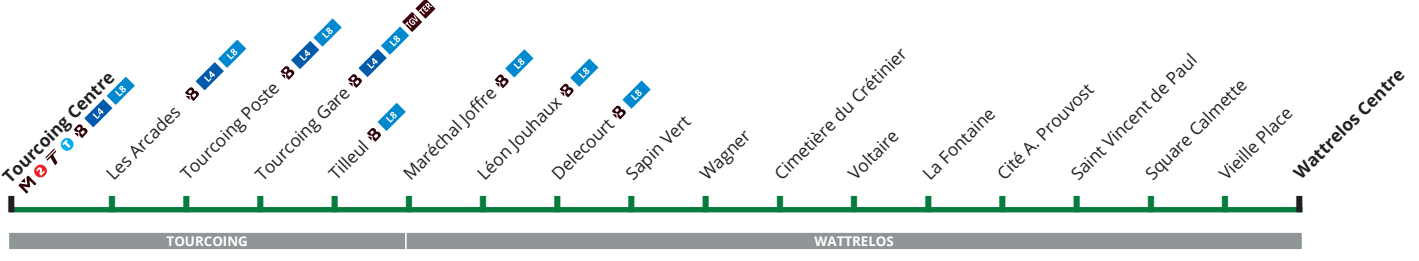 Tourcoing Centre
M 2 T T B L4 L8
Les Arcades B L4 L8
Tourcoing Poste B L4 L8
Tourcoing Gare B L4 L8 TGV TER
Tilleul B L8
Maréchal Joffre B L8
Léon Jouhaux B L8
Delecourt B L8
Sapin Vert
Wagner
Cimetière du Crétinier
Voltaire
La Fontaine
Cité A. Prouvost
Saint Vincent de Paul
Square Calmette
Vieille Place
Wattrelos Centre
TOURCOING
WATTRELOS